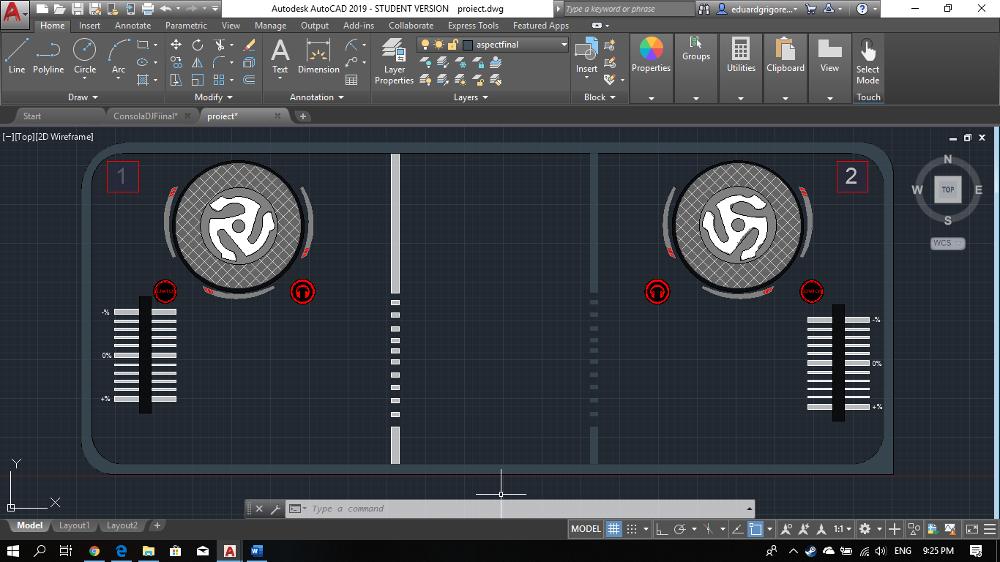 Autodesk AutoCAD 2019 - STUDENT VERSION proiect.dwg
Type a keyword or phrase
eduardgrigore...
Home Insert Annotate Parametric View Manage Output Add-ins Collaborate Express Tools Featured Apps
Line Polyline Circle Arc
Draw
Modify
Text Dimension
Annotation
Layer
Properties
aspectfinal
Layers
Insert
Block
Properties
Groups
Utilities
Clipboard
View
Select
Mode
Touch
Start ConsolaDJFiinal* proiect*
[−][Top][2D Wireframe]
1
2
N
W TOP E
S
WCS
SCRATCH
SCRATCH
-%
0%
+%
-%
0%
+%
Y
X
Type a command
Model Layout1 Layout2
MODEL
1:1
ENG 9:25 PM